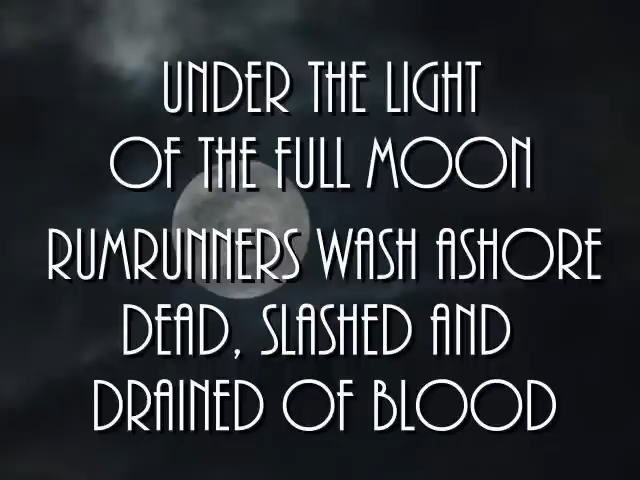 UNDER THE LIGHT
OF THE FULL MOON
RUMRUNNERS WASH ASHORE
DEAD, SLASHED AND
DRAINED OF BLOOD